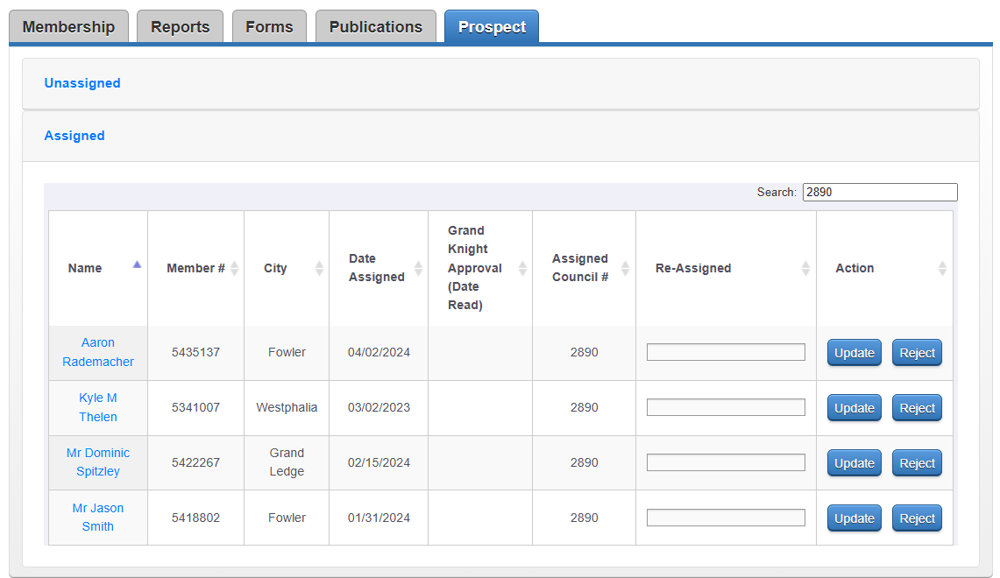 Membership Reports Forms Publications Prospect
Unassigned
Assigned
Search: 2890
Name Member # City Date Assigned Grand Knight Approval (Date Read) Assigned Council # Re-Assigned Action
Aaron Rademacher 5435137 Fowler 04/02/2024 2890 Update Reject
Kyle M Thelen 5341007 Westphalia 03/02/2023 2890 Update Reject
Mr Dominic Spitzley 5422267 Grand Ledge 02/15/2024 2890 Update Reject
Mr Jason Smith 5418802 Fowler 01/31/2024 2890 Update Reject